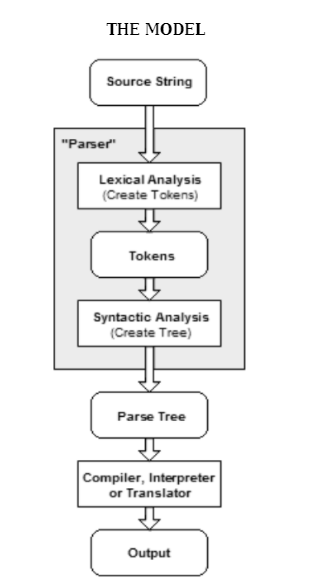 THE MODEL
Source String
"Parser"
Lexical Analysis
(Create Tokens)
Tokens
Syntactic Analysis
(Create Tree)
Parse Tree
Compiler, Interpreter
or Translator
Output